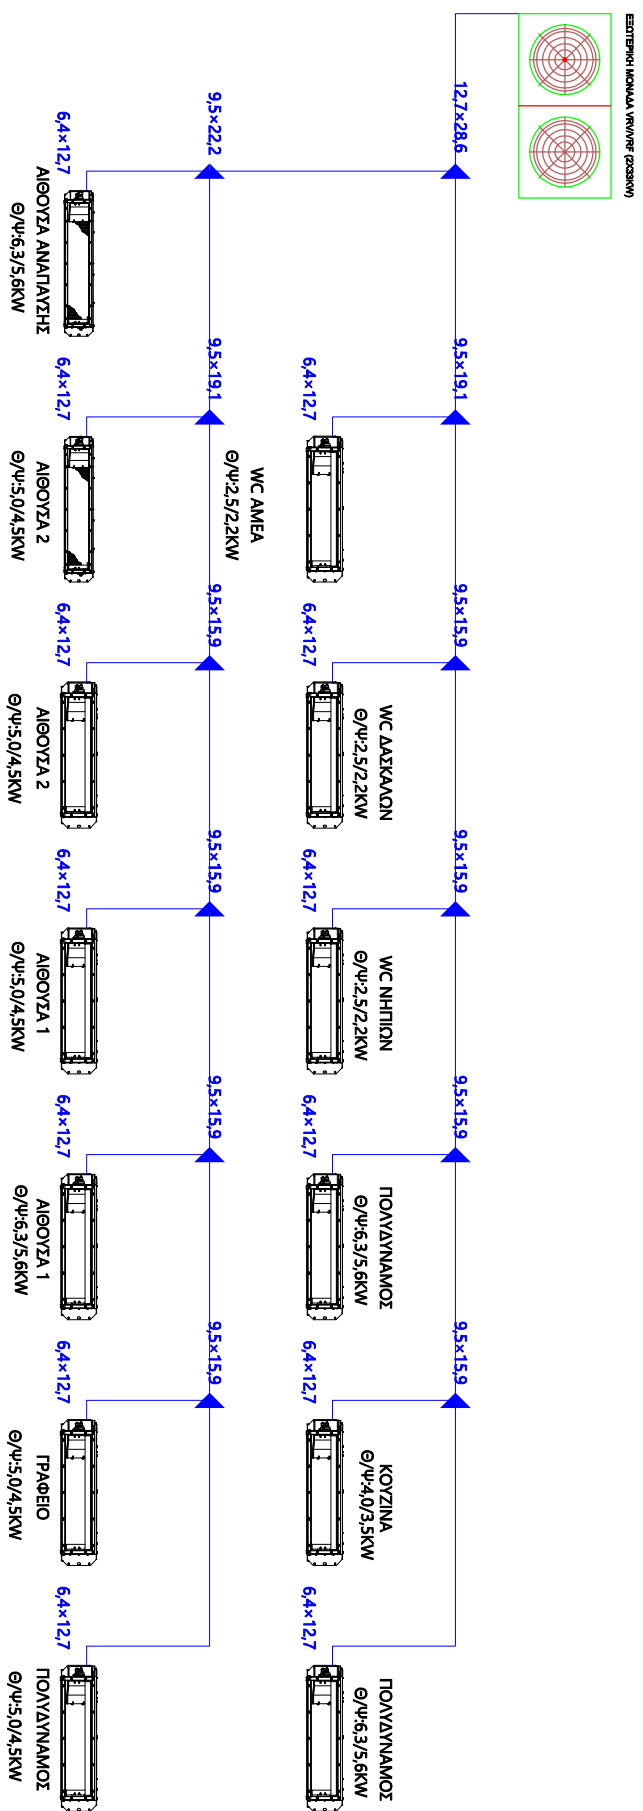 ΕΞΩΤΕΡΙΚΗ ΜΟΝΑΔΑ VRV/VRF (2X33KW)
12,7×28,6
9,5×19,1
9,5×15,9
9,5×15,9
9,5×15,9
9,5×15,9
6,4×12,7
WC ΑΜΕΑ
Θ/Ψ:2,5/2,2KW
6,4×12,7
WC ΔΑΣΚΑΛΩΝ
Θ/Ψ:2,5/2,2KW
6,4×12,7
WC ΝΗΠΙΩΝ
Θ/Ψ:2,5/2,2KW
6,4×12,7
ΠΟΛΥΔΥΝΑΜΟΣ
Θ/Ψ:6,3/5,6KW
6,4×12,7
ΚΟΥΖΙΝΑ
Θ/Ψ:4,0/3,5KW
6,4×12,7
ΠΟΛΥΔΥΝΑΜΟΣ
Θ/Ψ:6,3/5,6KW
9,5×22,2
9,5×19,1
9,5×15,9
9,5×15,9
9,5×15,9
9,5×15,9
6,4×12,7
ΑΙΘΟΥΣΑ ΑΝΑΠΑΥΣΗΣ
Θ/Ψ:6,3/5,6KW
6,4×12,7
ΑΙΘΟΥΣΑ 2
Θ/Ψ:5,0/4,5KW
6,4×12,7
ΑΙΘΟΥΣΑ 2
Θ/Ψ:5,0/4,5KW
6,4×12,7
ΑΙΘΟΥΣΑ 1
Θ/Ψ:5,0/4,5KW
6,4×12,7
ΑΙΘΟΥΣΑ 1
Θ/Ψ:6,3/5,6KW
6,4×12,7
ΓΡΑΦΕΙΟ
Θ/Ψ:5,0/4,5KW
6,4×12,7
ΠΟΛΥΔΥΝΑΜΟΣ
Θ/Ψ:5,0/4,5KW